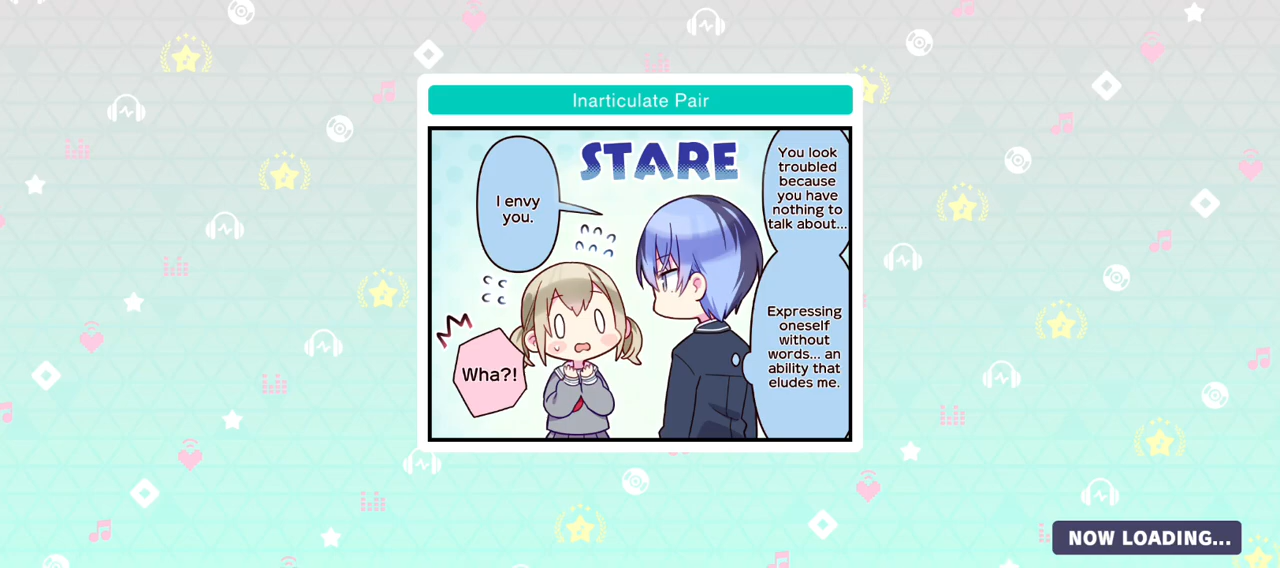 Inarticulate Pair
STARE
You look
troubled
because
you have
nothing to
talk about...
Expressing
oneself
without
words... an
ability that
eludes me.
I envy
you.
Wha?!
NOW LOADING...